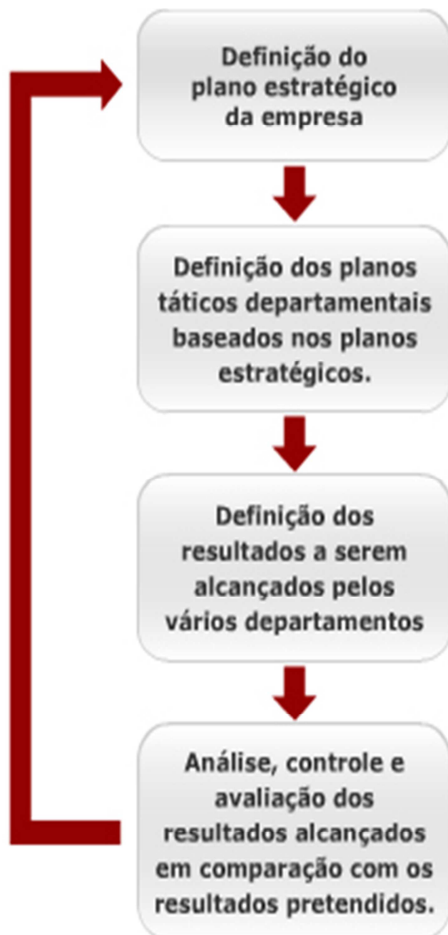 Definição do
plano estratégico
da empresa
Definição dos planos
táticos departamentais
baseados nos planos
estratégicos.
Definição dos
resultados a serem
alcançados pelos
vários departamentos
Análise, controle e
avaliação dos
resultados alcançados
em comparação com os
resultados pretendidos.